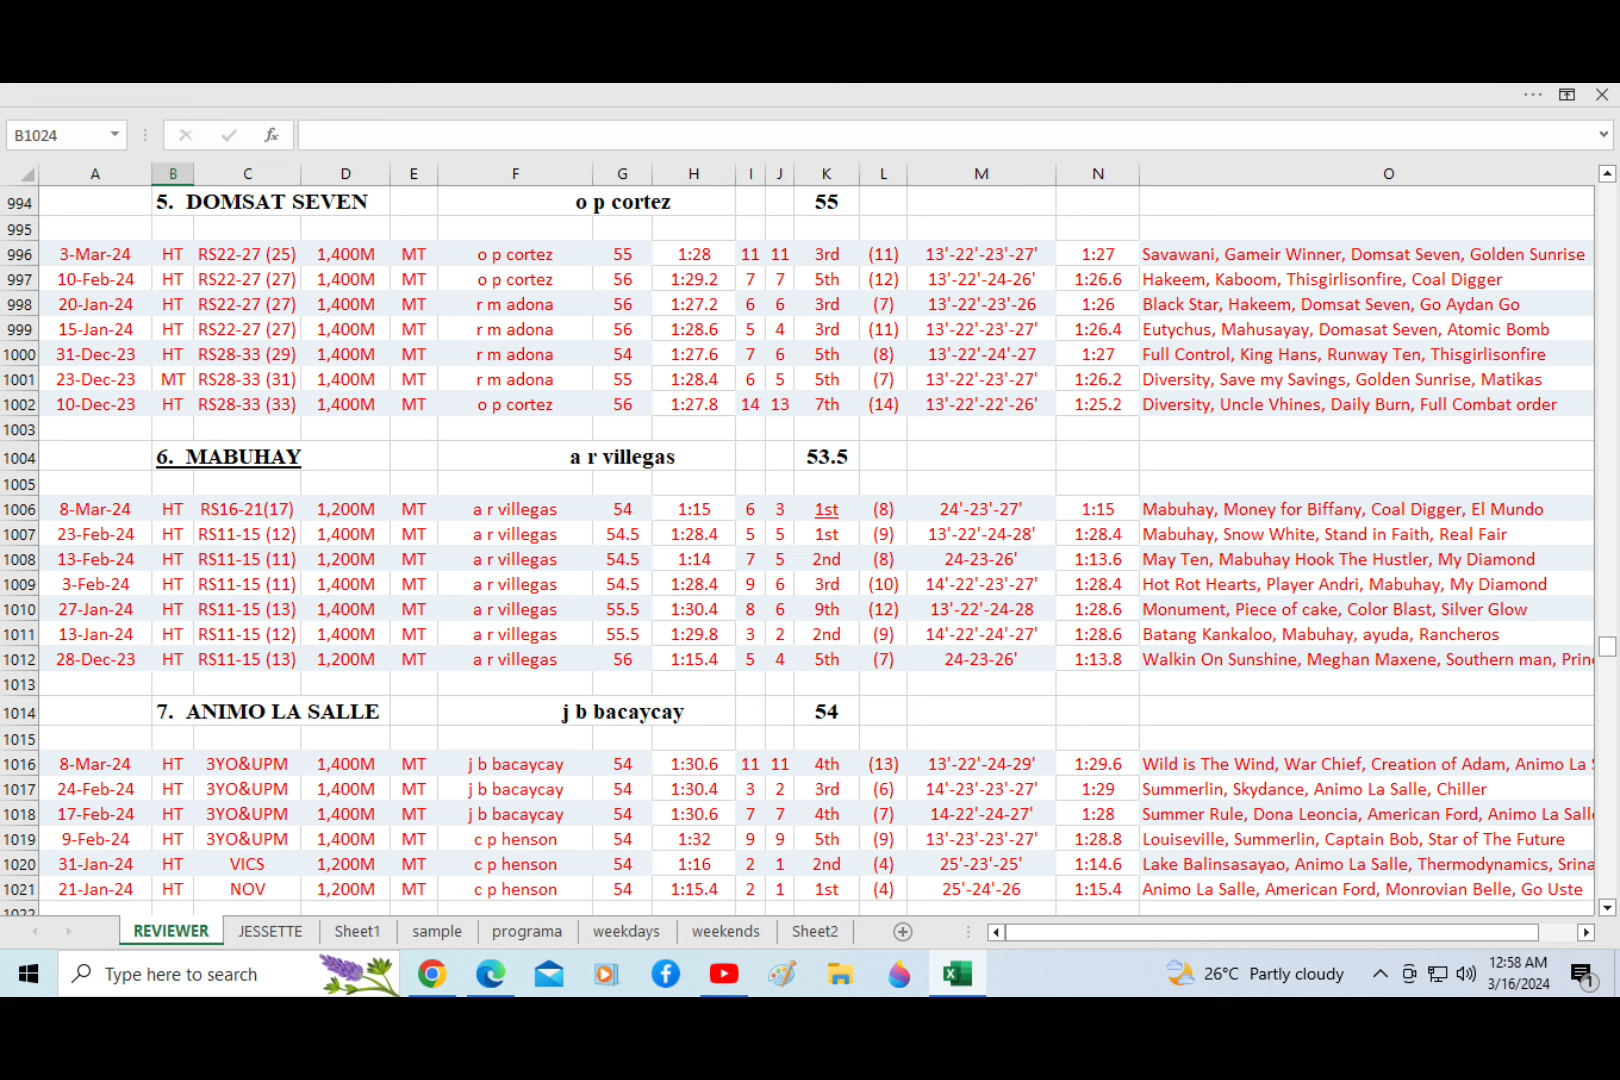 B1024
fx
A B C D E F G H I J K L M N O
994 5. DOMSAT SEVEN o p cortez 55
995
996 3-Mar-24 HT RS22-27 (25) 1,400M MT o p cortez 55 1:28 11 11 3rd (11) 13'-22'-23'-27' 1:27 Savawani, Gameir Winner, Domsat Seven, Golden Sunrise
997 10-Feb-24 HT RS22-27 (27) 1,400M MT o p cortez 56 1:29.2 7 7 5th (12) 13'-22'-24-26' 1:26.6 Hakeem, Kaboom, Thisgirlisonfire, Coal Digger
998 20-Jan-24 HT RS22-27 (27) 1,400M MT r m adona 56 1:27.2 6 6 3rd (7) 13'-22'-23'-26 1:26 Black Star, Hakeem, Domsat Seven, Go Aydan Go
999 15-Jan-24 HT RS22-27 (27) 1,400M MT r m adona 56 1:28.6 5 4 3rd (11) 13'-22'-23'-27' 1:26.4 Eutychus, Mahusayay, Domasat Seven, Atomic Bomb
1000 31-Dec-23 HT RS28-33 (29) 1,400M MT r m adona 54 1:27.6 7 6 5th (8) 13'-22'-24'-27 1:27 Full Control, King Hans, Runway Ten, Thisgirlisonfire
1001 23-Dec-23 MT RS28-33 (31) 1,400M MT r m adona 55 1:28.4 6 5 5th (7) 13'-22'-23'-27' 1:26.2 Diversity, Save my Savings, Golden Sunrise, Matikas
1002 10-Dec-23 HT RS28-33 (33) 1,400M MT o p cortez 56 1:27.8 14 13 7th (14) 13'-22'-22'-26' 1:25.2 Diversity, Uncle Vhines, Daily Burn, Full Combat order
1003
1004 6. MABUHAY a r villegas 53.5
1005
1006 8-Mar-24 HT RS16-21(17) 1,200M MT a r villegas 54 1:15 6 3 1st (8) 24'-23'-27' 1:15 Mabuhay, Money for Biffany, Coal Digger, El Mundo
1007 23-Feb-24 HT RS11-15 (12) 1,400M MT a r villegas 54.5 1:28.4 5 5 1st (9) 13'-22'-24-28' 1:28.4 Mabuhay, Snow White, Stand in Faith, Real Fair
1008 13-Feb-24 HT RS11-15 (11) 1,200M MT a r villegas 54.5 1:14 7 5 2nd (8) 24-23-26' 1:13.6 May Ten, Mabuhay Hook The Hustler, My Diamond
1009 3-Feb-24 HT RS11-15 (11) 1,400M MT a r villegas 54.5 1:28.4 9 6 3rd (10) 14'-22'-23'-27 1:28.4 Hot Rot Hearts, Player Andri, Mabuhay, My Diamond
1010 27-Jan-24 HT RS11-15 (13) 1,400M MT a r villegas 55.5 1:30.4 8 6 9th (12) 13'-22'-24-28 1:28.6 Monument, Piece of cake, Color Blast, Silver Glow
1011 13-Jan-24 HT RS11-15 (12) 1,400M MT a r villegas 55.5 1:29.8 3 2 2nd (9) 14'-22'-24'-27' 1:28.6 Batang Kankaloo, Mabuhay, ayuda, Rancheros
1012 28-Dec-23 HT RS11-15 (13) 1,200M MT a r villegas 56 1:15.4 5 4 5th (7) 24-23-26' 1:13.8 Walkin On Sunshine, Meghan Maxene, Southern man, Prin
1013
1014 7. ANIMO LA SALLE j b bacaycay 54
1015
1016 8-Mar-24 HT 3YO&UPM 1,400M MT j b bacaycay 54 1:30.6 11 11 4th (13) 13'-22'-24-29' 1:29.6 Wild is The Wind, War Chief, Creation of Adam, Animo La S
1017 24-Feb-24 HT 3YO&UPM 1,400M MT j b bacaycay 54 1:30.4 3 2 3rd (6) 14'-23'-23'-27' 1:29 Summerlin, Skydance, Animo La Salle, Chiller
1018 17-Feb-24 HT 3YO&UPM 1,400M MT j b bacaycay 54 1:30.6 7 7 4th (7) 14-22'-24-27' 1:28 Summer Rule, Dona Leoncia, American Ford, Animo La Salle
1019 9-Feb-24 HT 3YO&UPM 1,400M MT c p henson 54 1:32 9 9 5th (9) 13'-23'-23'-27' 1:28.8 Louiseville, Summerlin, Captain Bob, Star of The Future
1020 31-Jan-24 HT VICS 1,200M MT c p henson 54 1:16 2 1 2nd (4) 25'-23'-25' 1:14.6 Lake Balinsasayao, Animo La Salle, Thermodynamics, Srina
1021 21-Jan-24 HT NOV 1,200M MT c p henson 54 1:15.4 2 1 1st (4) 25'-24'-26 1:15.4 Animo La Salle, American Ford, Monrovian Belle, Go Uste
1022
REVIEWER JESSETTE Sheet1 sample programa weekdays weekends Sheet2
Type here to search 26°C Partly cloudy 12:58 AM
3/16/2024 1